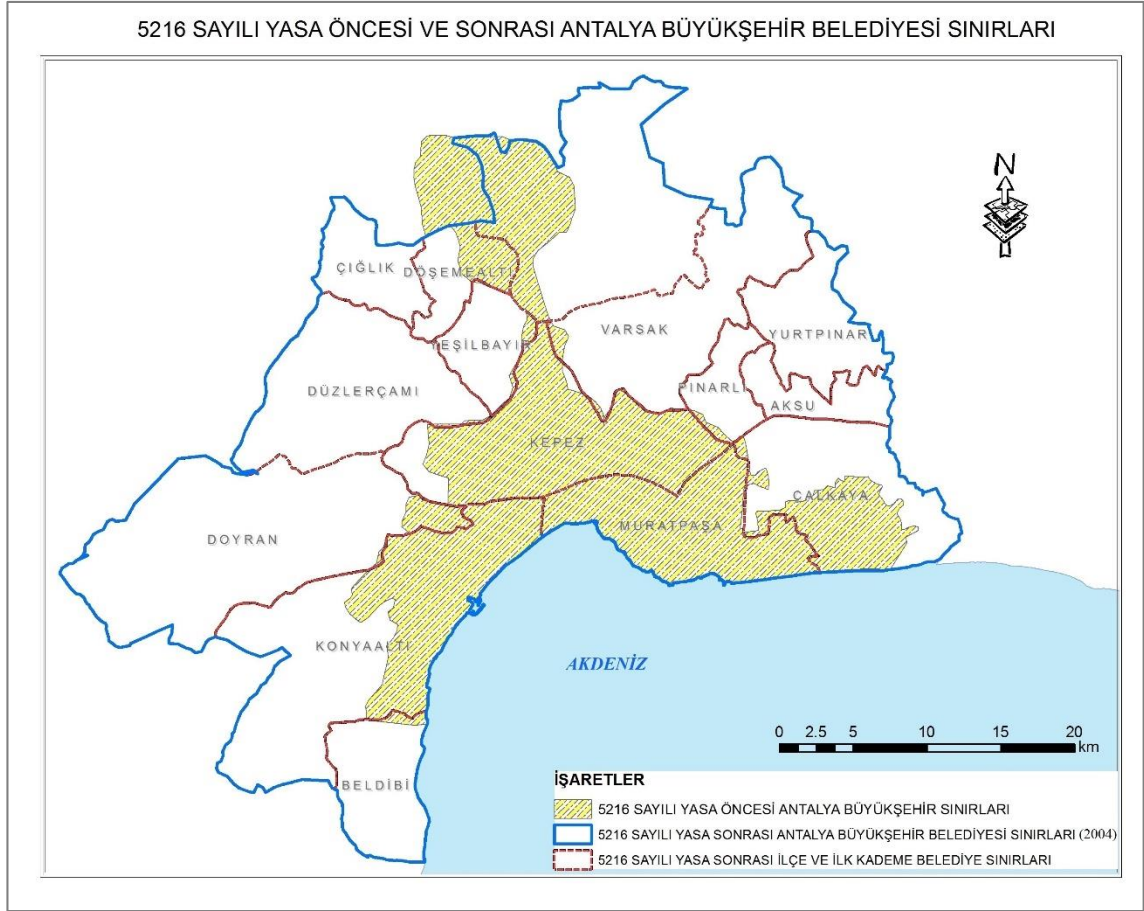 5216 SAYILI YASA ÖNCESİ VE SONRASI ANTALYA BÜYÜKŞEHİR BELEDİYESİ SINIRLARI
N
ÇIĞLIK
DÖŞEMEALTI
VARSAK
YURTPINAR
YEŞİLBAYIR
DÜZLERÇAMI
PINARLI
AKSU
KEPEZ
ÇALKAYA
MURATPAŞA
DOYRAN
KONYAALTI
AKDENİZ
BELDİBİ
0 2.5 5 10 15 20
km
İŞARETLER
5216 SAYILI YASA ÖNCESİ ANTALYA BÜYÜKŞEHİR SINIRLARI
5216 SAYILI YASA SONRASI ANTALYA BÜYÜKŞEHİR BELEDİYESİ SINIRLARI (2004)
5216 SAYILI YASA SONRASI İLÇE VE İLK KADEME BELEDİYE SINIRLARI